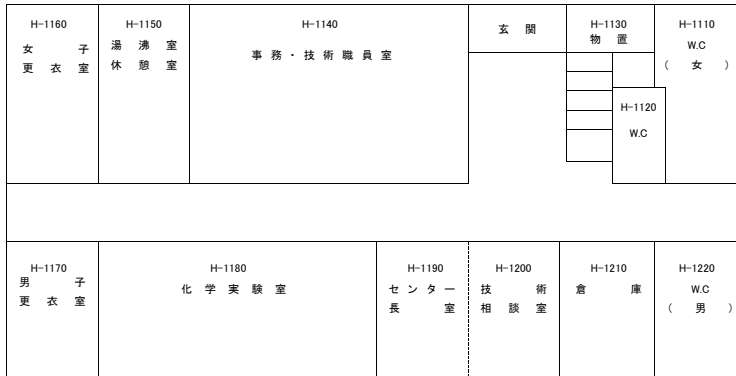 H-1160
女子
更衣室
H-1150
湯沸室
休憩室
H-1140
事務・技術職員室
玄関
H-1130
物置
H-1110
W.C
(女)
H-1120
W.C
H-1170
男子
更衣室
H-1180
化学実験室
H-1190
センター
長室
H-1200
技術
相談室
H-1210
倉庫
H-1220
W.C
(男)